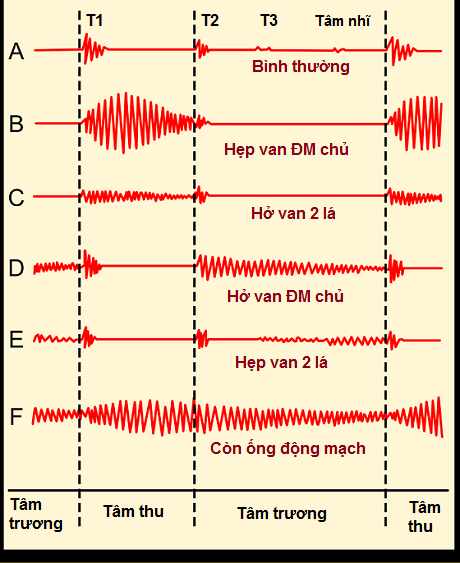 T1 T2 T3 Tâm nhĩ
A
Bình thường
B
Hẹp van ĐM chủ
C
Hở van 2 lá
D
Hở van ĐM chủ
E
Hẹp van 2 lá
F
Còn ống động mạch
Tâm trương
Tâm thu
Tâm trương
Tâm thu